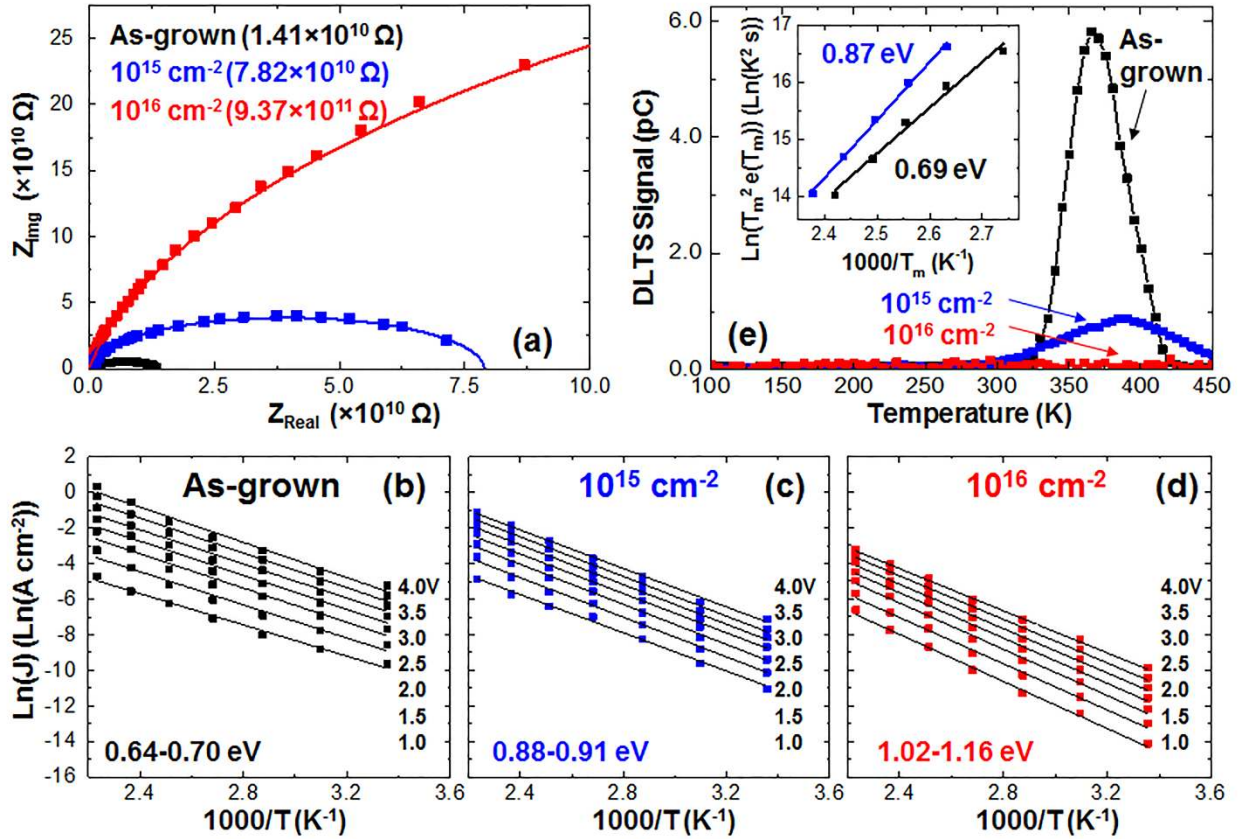 As-grown (1.41×10¹⁰ Ω)
10¹⁵ cm⁻² (7.82×10¹⁰ Ω)
10¹⁶ cm⁻² (9.37×10¹¹ Ω)
25
20
15
10
5
0
Z_Img (×10¹⁰ Ω)
(a)
0.0 2.5 5.0 7.5 10.0
Z_Real (×10¹⁰ Ω)
DLTS Signal (pC)
6.0
4.0
2.0
0.0
Ln(T_m² e(T_m)) (Ln(K² s))
17
16
15
14
0.87 eV
0.69 eV
2.4 2.5 2.6 2.7
1000/T_m (K⁻¹)
As-
grown
10¹⁵ cm⁻²
10¹⁶ cm⁻²
(e)
100 150 200 250 300 350 400 450
Temperature (K)
Ln(J) (Ln(A cm⁻²))
2
0
-2
-4
-6
-8
-10
-12
-14
-16
As-grown (b)
4.0V
3.5
3.0
2.5
2.0
1.5
1.0
0.64-0.70 eV
2.4 2.8 3.2 3.6
1000/T (K⁻¹)
10¹⁵ cm⁻² (c)
4.0V
3.5
3.0
2.5
2.0
1.5
1.0
0.88-0.91 eV
2.4 2.8 3.2 3.6
1000/T (K⁻¹)
10¹⁶ cm⁻² (d)
4.0V
3.5
3.0
2.5
2.0
1.5
1.0
1.02-1.16 eV
2.4 2.8 3.2 3.6
1000/T (K⁻¹)